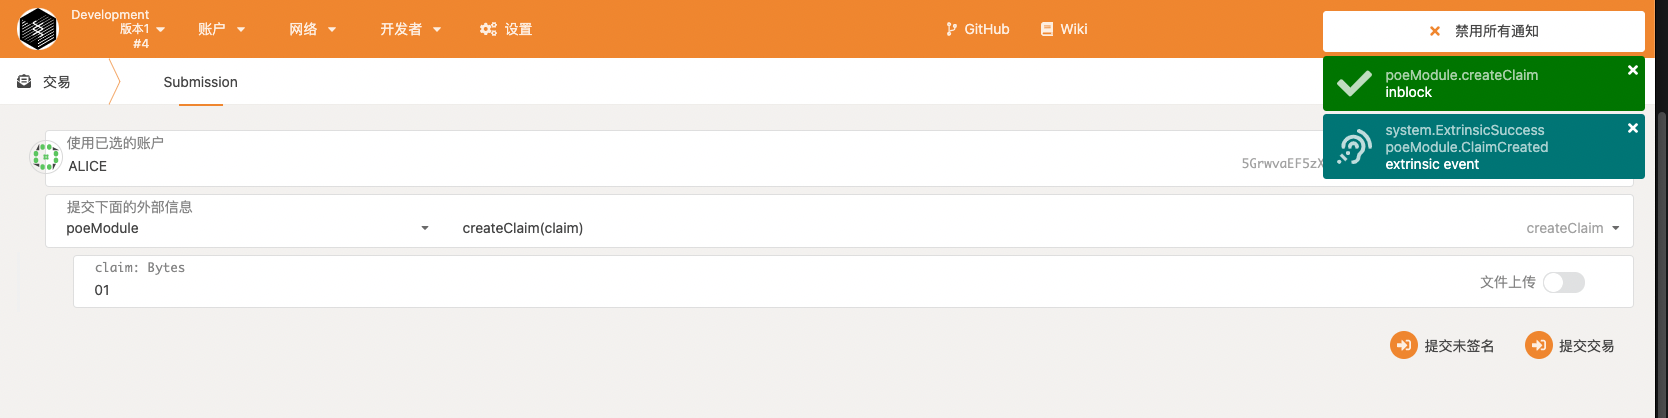 Development
版本1
#4
账户
网络
开发者
设置
GitHub
Wiki
禁用所有通知
交易
Submission
poeModule.createClaim
inblock
system.ExtrinsicSuccess
poeModule.ClaimCreated
extrinsic event
使用已选的账户
ALICE
5GrwvaEF5zX
提交下面的外部信息
poeModule
createClaim(claim)
createClaim
claim: Bytes
01
文件上传
提交未签名
提交交易